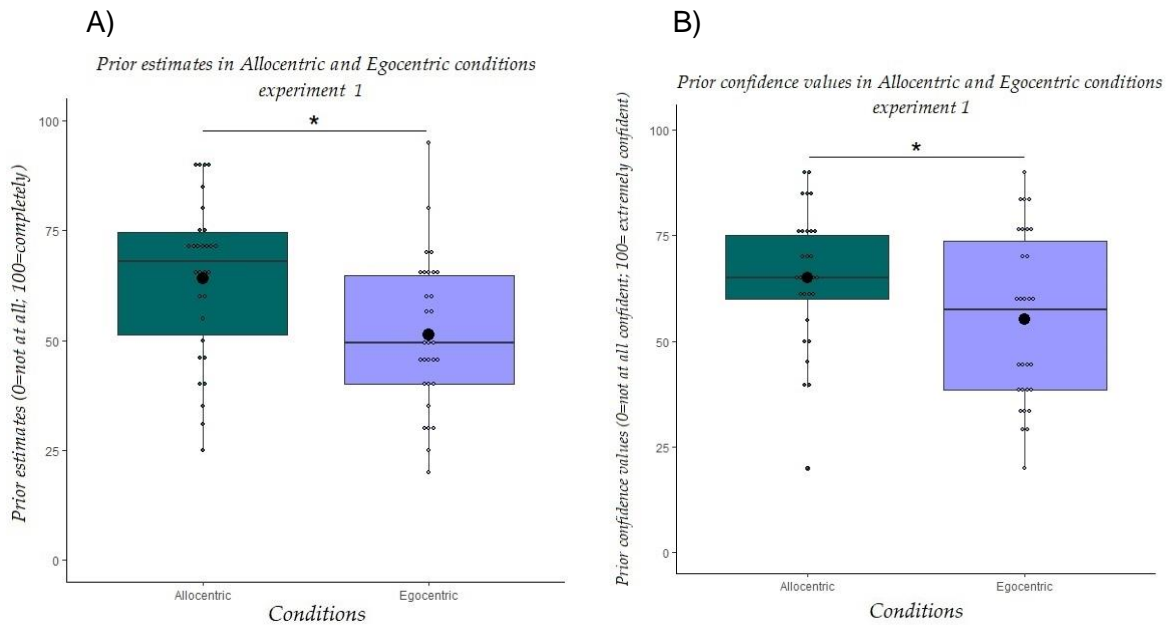 A)
Prior estimates in Allocentric and Egocentric conditions
experiment 1
Prior estimates (0=not at all; 100=completely)
100
75
50
25
0
*
Allocentric
Egocentric
Conditions
B)
Prior confidence values in Allocentric and Egocentric conditions
experiment 1
Prior confidence values (0=not at all confident; 100= extremely confident)
100
75
50
25
0
*
Allocentric
Egocentric
Conditions